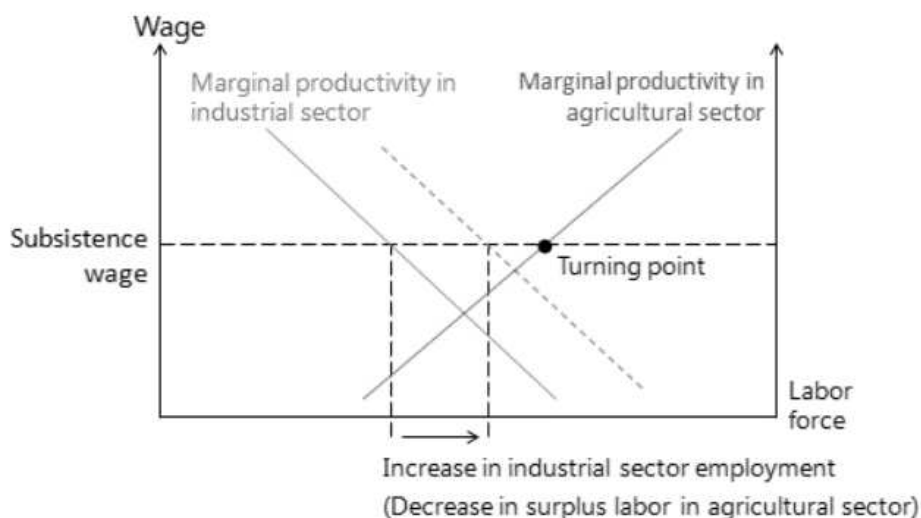 Wage
Marginal productivity in
industrial sector
Marginal productivity in
agricultural sector
Subsistence
wage
Turning point
Labor
force
Increase in industrial sector employment
(Decrease in surplus labor in agricultural sector)